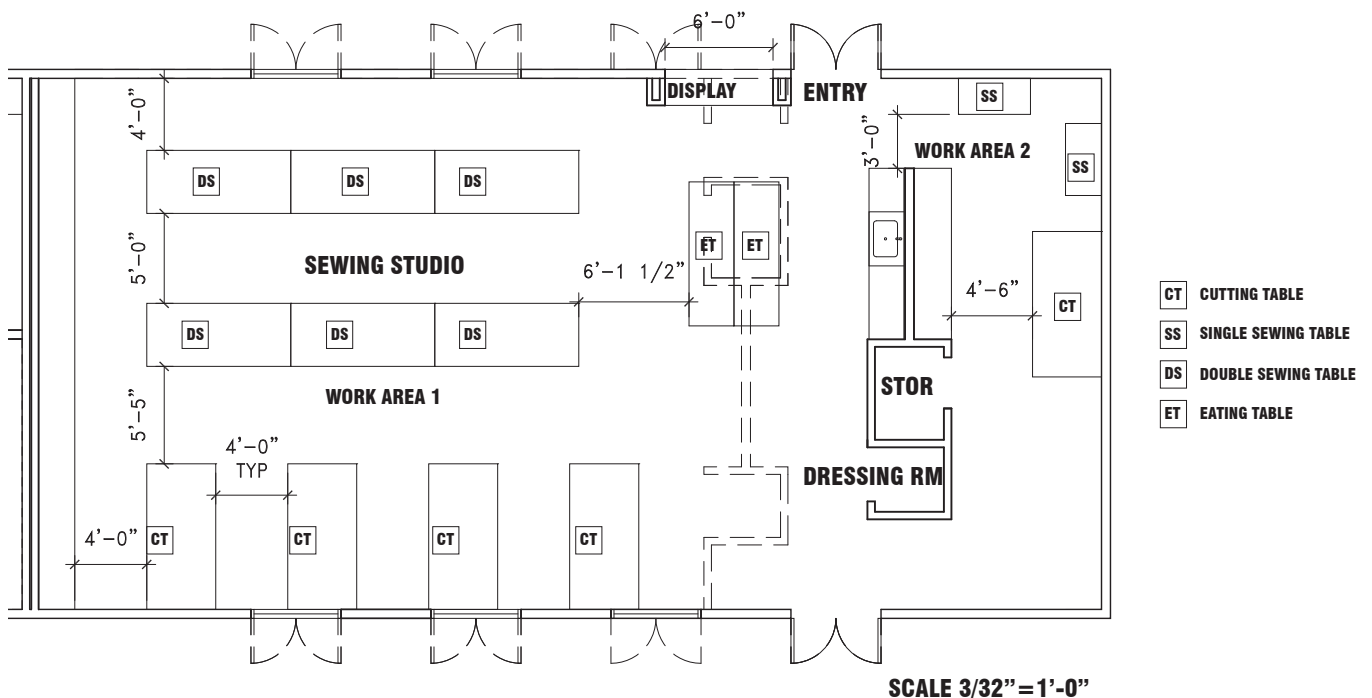 6'-0"
DISPLAY
ENTRY
SS
4'-0"
3'-0"
WORK AREA 2
SS
DS
DS
DS
5'-0"
SEWING STUDIO
6'-1 1/2"
ET
ET
4'-6"
CT
DS
DS
DS
WORK AREA 1
STOR
5'-5"
4'-0"
TYP
DRESSING RM
4'-0"
CT
CT
CT
CT
CT CUTTING TABLE
SS SINGLE SEWING TABLE
DS DOUBLE SEWING TABLE
ET EATING TABLE
SCALE 3/32"=1'-0"